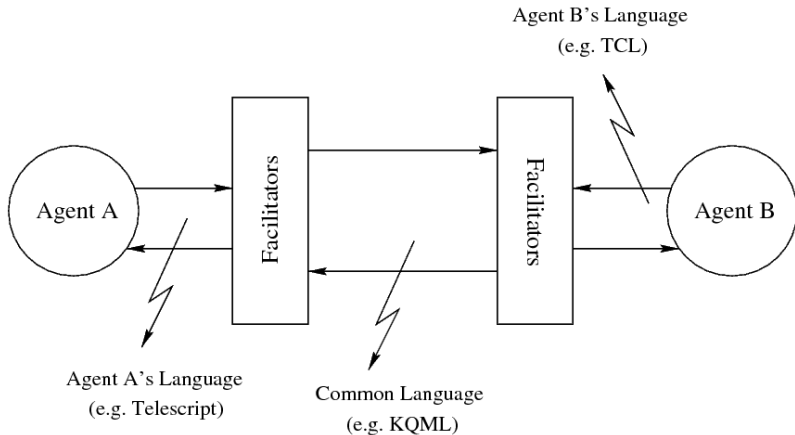 Agent B's Language
(e.g. TCL)
Agent A
Facilitators
Facilitators
Agent B
Agent A's Language
(e.g. Telescript)
Common Language
(e.g. KQML)